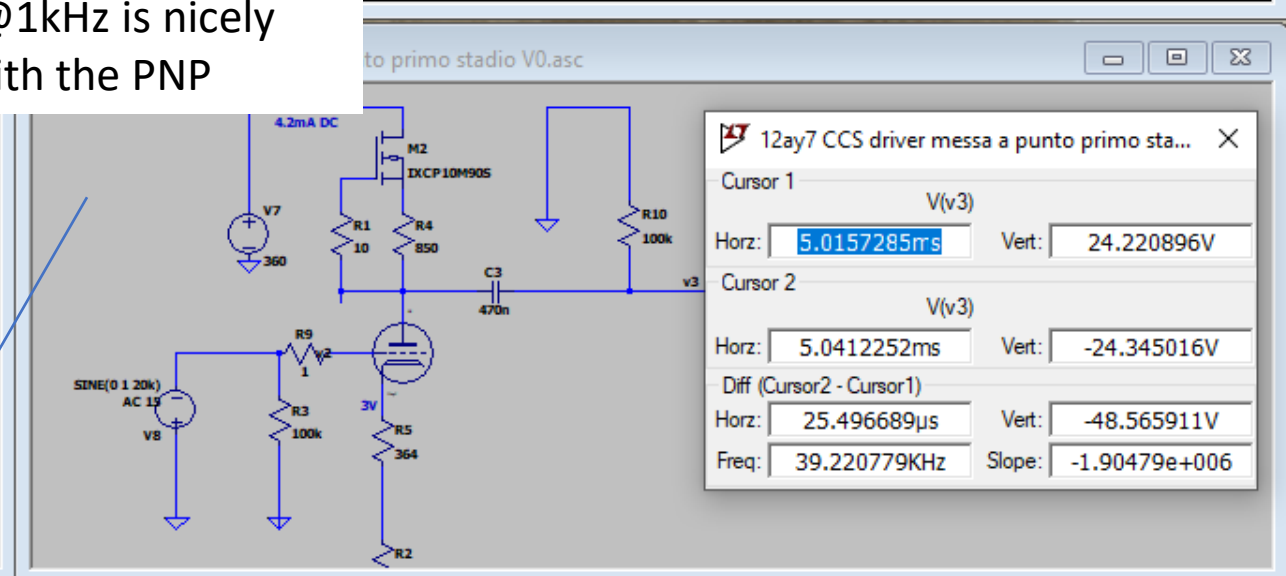 @1kHz is nicely
ith the PNP
to primo stadio V0.asc
4.2mA DC
M2
IXCP10M90S
V7
360
R1
10
R4
850
R10
100k
C3
470n
v3
R9
v2
1
SINE(0 1 20k)
AC 15
V8
R3
100k
3V
R5
364
R2
12ay7 CCS driver messa a punto primo sta...
Cursor 1
V(v3)
Horz: 5.0157285ms Vert: 24.220896V
Cursor 2
V(v3)
Horz: 5.0412252ms Vert: -24.345016V
Diff (Cursor2 - Cursor1)
Horz: 25.496689µs Vert: -48.565911V
Freq: 39.220779KHz Slope: -1.90479e+006